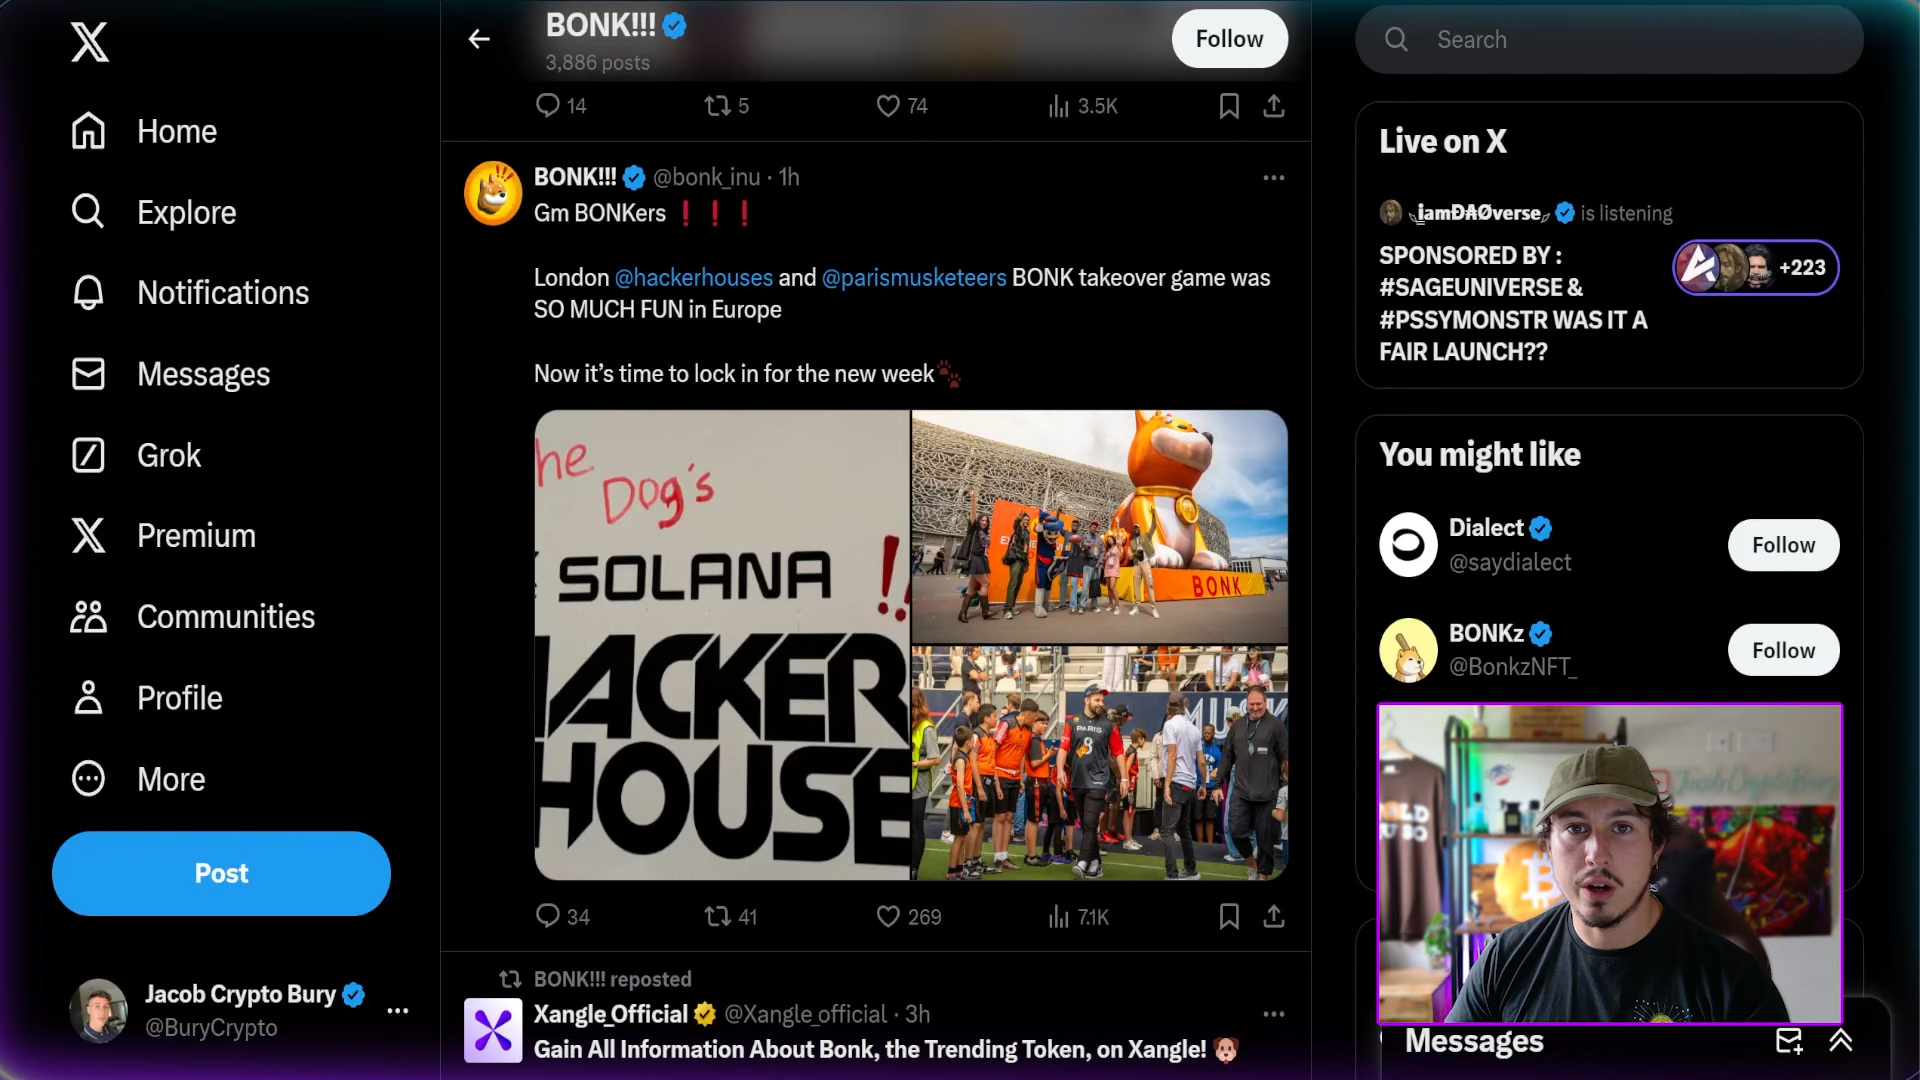 BONK!!!
3,886 posts
Follow
Search
Home
Explore
Notifications
Messages
Grok
Premium
Communities
Profile
More
Post
Jacob Crypto Bury
@BuryCrypto
14
5
74
3.5K
BONK!!! @bonk_inu · 1h
Gm BONKers ❗❗❗
London @hackerhouses and @parismusketeers BONK takeover game was
SO MUCH FUN in Europe
Now it’s time to lock in for the new week🐾
he
Dog's
SOLANA !!
HACKER
HOUSE
BONK
PARIS
34
41
269
7.1K
BONK!!! reposted
Xangle_Official @Xangle_official · 3h
Gain All Information About Bonk, the Trending Token, on Xangle! 🐶
Live on X
iamĐAØverse is listening
SPONSORED BY :
#SAGEUNIVERSE &
#PSSYMONSTR WAS IT A
FAIR LAUNCH??
+223
You might like
Dialect
@saydialect
Follow
BONKz
@BonkzNFT_
Follow
JacobCryptoBury
Messages